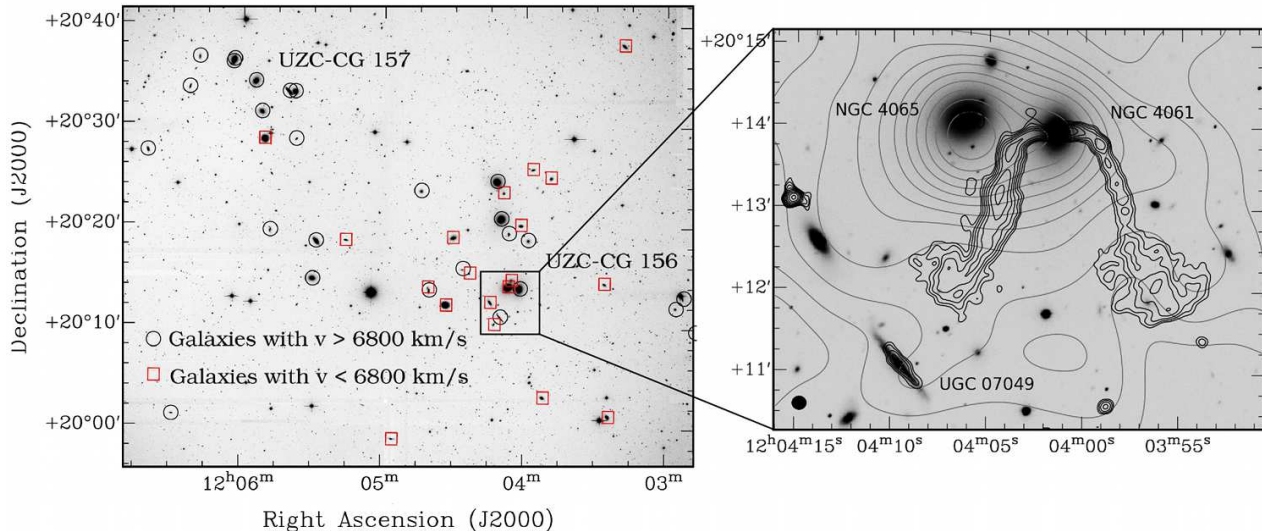 +20°40′
+20°30′
+20°20′
+20°10′
+20°00′
Declination (J2000)
UZC-CG 157
UZC-CG 156
Galaxies with v > 6800 km/s
Galaxies with v < 6800 km/s
12ʰ06ᵐ
05ᵐ
04ᵐ
03ᵐ
Right Ascension (J2000)
+20°15′
+14′
+13′
+12′
+11′
NGC 4065
NGC 4061
UGC 07049
12ʰ04ᵐ15ˢ
04ᵐ10ˢ
04ᵐ05ˢ
04ᵐ00ˢ
03ᵐ55ˢ